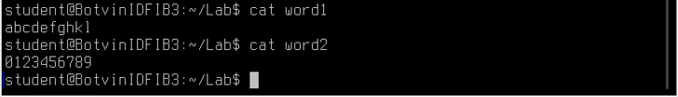 student@BotvinIDFIB3:~/Lab$ cat word1
abcdefghkl
student@BotvinIDFIB3:~/Lab$ cat word2
0123456789
student@BotvinIDFIB3:~/Lab$